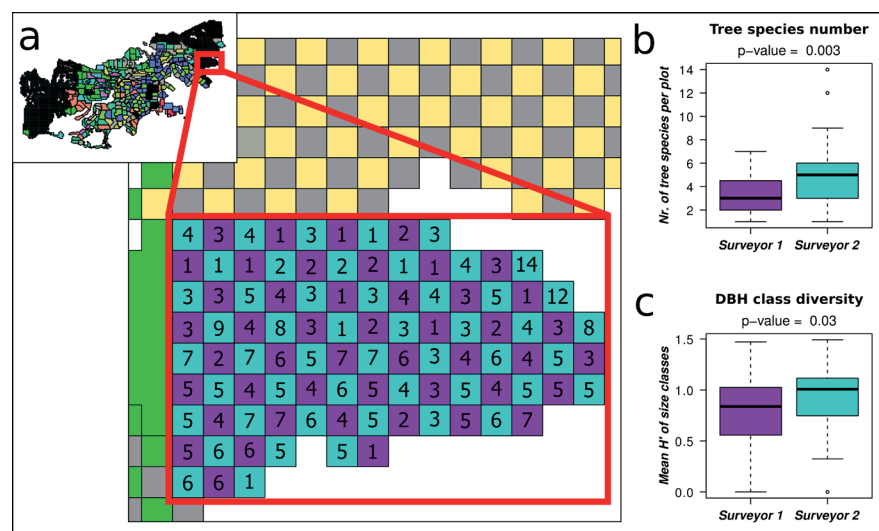 a
4 3 4 1 3 1 1 2 3
1 1 1 2 2 2 2 1 1 4 3 14
3 3 5 4 3 1 3 4 4 3 5 1 12
3 9 4 8 3 1 2 3 1 3 2 4 3 8
7 2 7 6 5 7 7 6 3 4 6 4 5 3
5 5 4 5 4 6 5 4 3 5 4 5 5 5
5 4 7 7 6 4 5 2 3 5 6 7
5 6 6 5 5 1
6 6 1
b
Tree species number
p−value = 0.003
Nr. of tree species per plot
14
12
10
8
6
4
2
Surveyor 1 Surveyor 2
c
DBH class diversity
p−value = 0.03
Mean H' of size classes
1.5
1.0
0.5
0.0
Surveyor 1 Surveyor 2